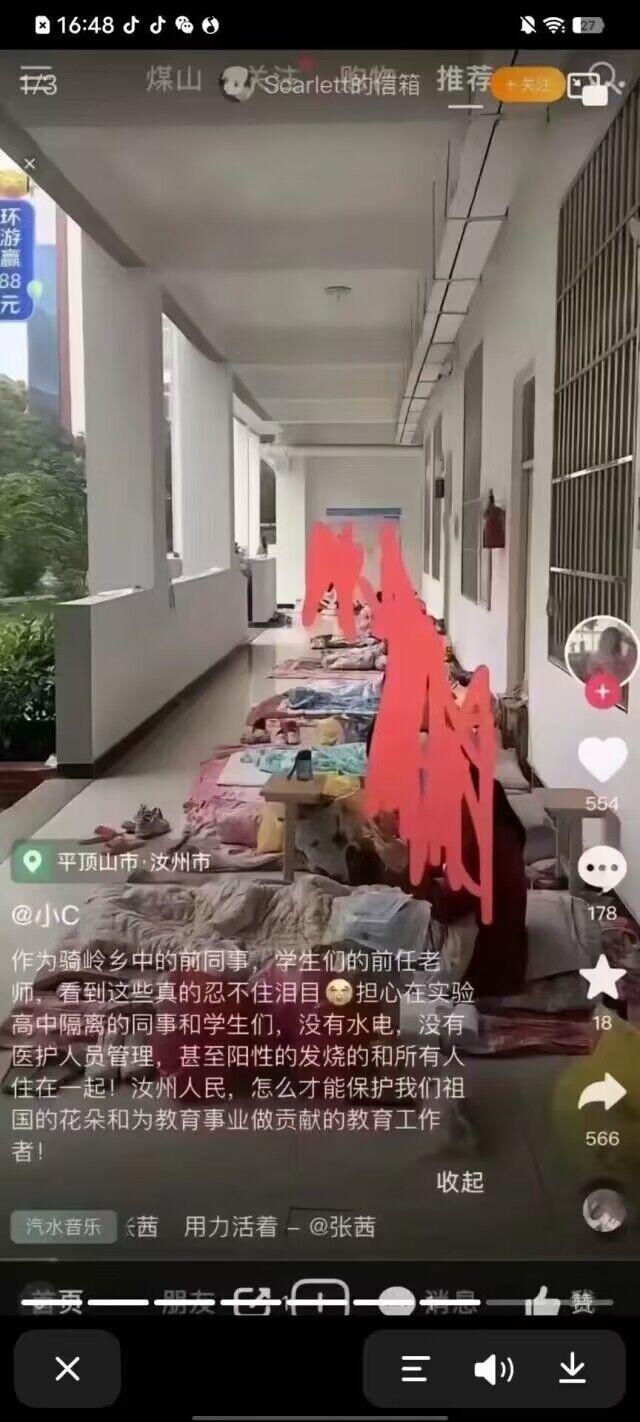 16:48
27
1/3
煤山 关注 购物 推荐
Scarlett的信箱
+ 关注
环
游
赢
88
元
554
平顶山市·汝州市
178
@小C
作为骑岭乡中的前同事，学生们的前任老
师，看到这些真的忍不住泪目😭担心在实验
高中隔离的同事和学生们，没有水电，没有
医护人员管理，甚至阳性的发烧的和所有人
住在一起！汝州人民，怎么才能保护我们祖
国的花朵和为教育事业做贡献的教育工作
者！
18
566
收起
汽水音乐 张茜 用力活着 – @张茜
首页 朋友 消息 赞